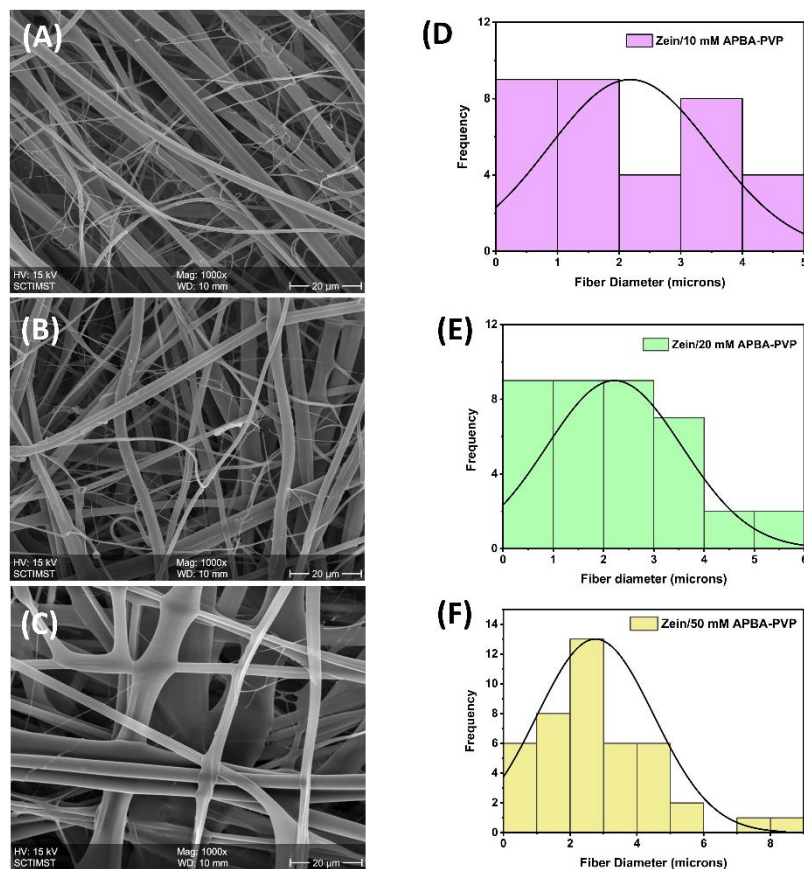 (A)
HV: 15 kV
Mag: 1000x
SCTIMST
WD: 10 mm
20 μm
(B)
HV: 15 kV
Mag: 1000x
SCTIMST
WD: 10 mm
20 μm
(C)
HV: 15 kV
Mag: 1000x
SCTIMST
WD: 10 mm
20 μm
(D)
Zein/10 mM APBA-PVP
Frequency
12
8
4
0
0 1 2 3 4 5
Fiber Diameter (microns)
(E)
Zein/20 mM APBA-PVP
Frequency
12
8
4
0
0 1 2 3 4 5 6
Fiber diameter (microns)
(F)
Zein/50 mM APBA-PVP
Frequency
14
12
10
8
6
4
2
0
0 2 4 6 8
Fiber Diameter (microns)